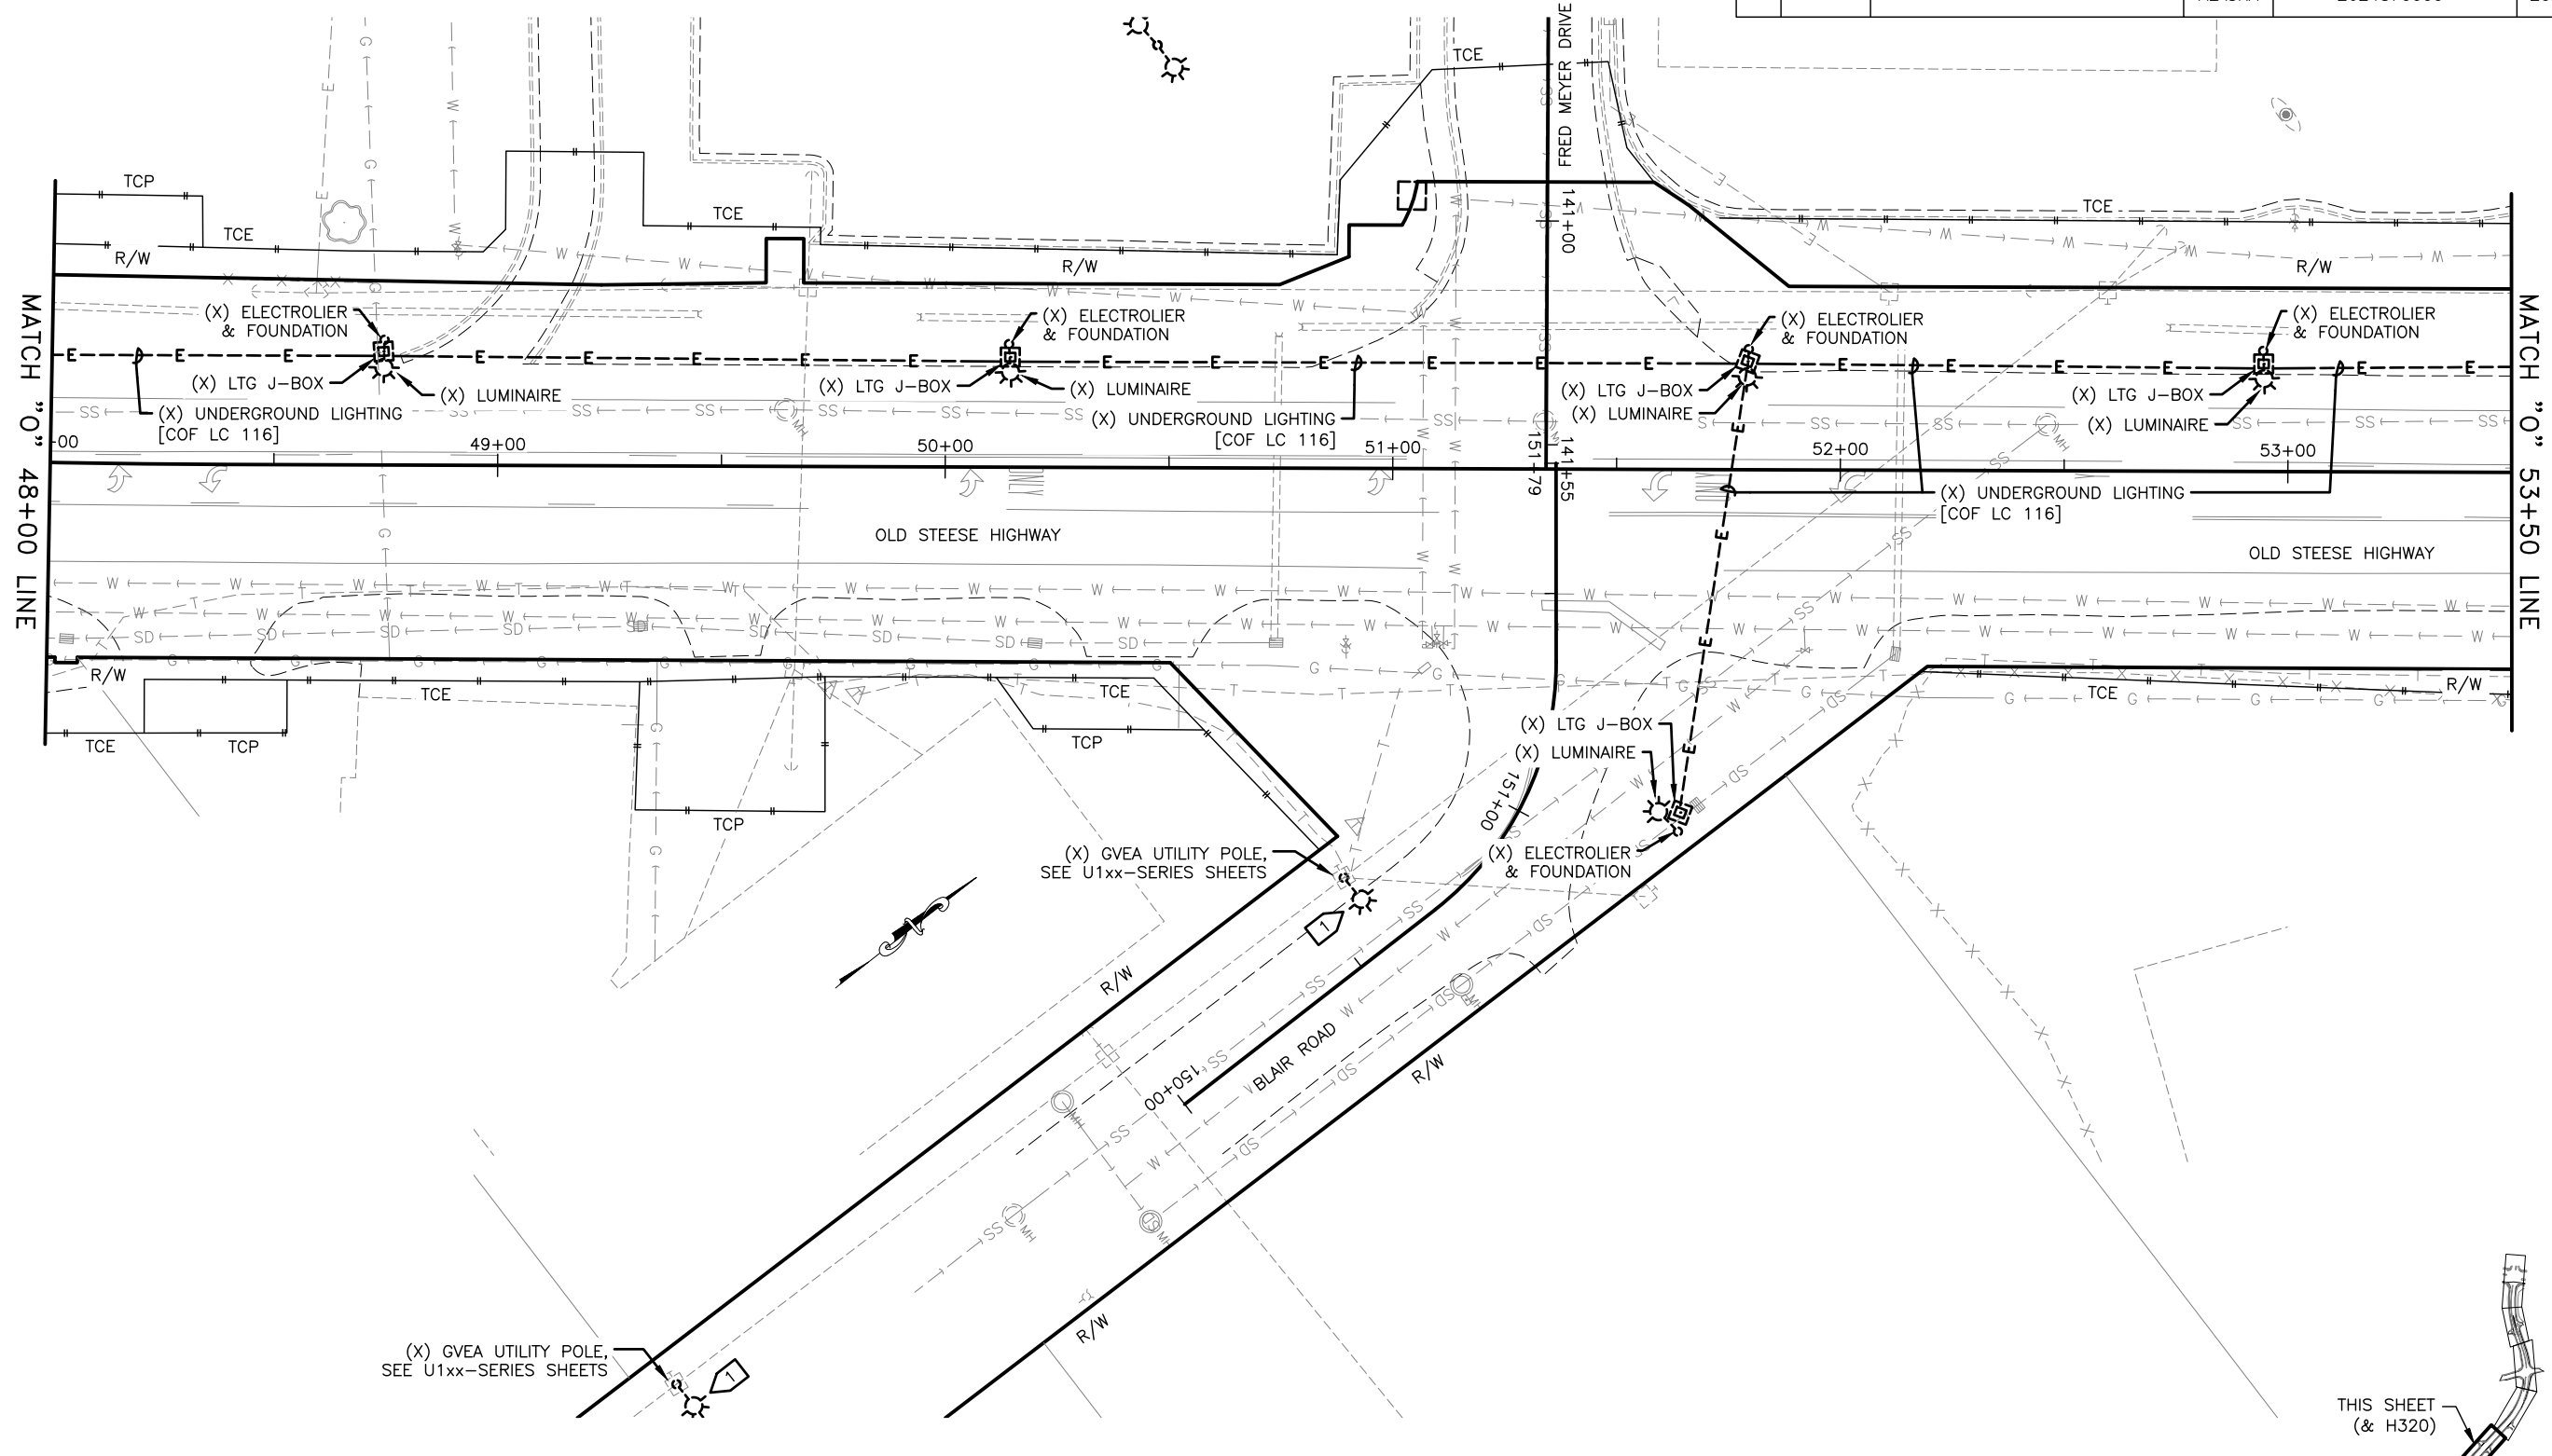 FRED MEYER DRIVE
TCE
TCP
TCE
TCE
TCE
R/W
R/W
R/W
141+00
(X) ELECTROLIER
& FOUNDATION
(X) ELECTROLIER
& FOUNDATION
(X) ELECTROLIER
& FOUNDATION
(X) ELECTROLIER
& FOUNDATION
(X) LTG J-BOX
(X) LUMINAIRE
(X) LTG J-BOX
(X) LUMINAIRE
(X) LTG J-BOX
(X) LUMINAIRE
(X) LTG J-BOX
(X) LUMINAIRE
(X) UNDERGROUND LIGHTING
[COF LC 116]
(X) UNDERGROUND LIGHTING
[COF LC 116]
MATCH "O" 48+00 LINE
MATCH "O" 53+50 LINE
00
49+00
50+00
51+00
52+00
53+00
151+79
141+55
(X) UNDERGROUND LIGHTING
[COF LC 116]
OLD STEESE HIGHWAY
OLD STEESE HIGHWAY
R/W
TCE
TCE
TCE
R/W
TCE
TCP
TCP
TCP
(X) LTG J-BOX
(X) LUMINAIRE
151+00
(X) ELECTROLIER
& FOUNDATION
(X) GVEA UTILITY POLE,
SEE U1xx-SERIES SHEETS
1
R/W
BLAIR ROAD
150+00
R/W
R/W
(X) GVEA UTILITY POLE,
SEE U1xx-SERIES SHEETS
1
THIS SHEET
(& H320)